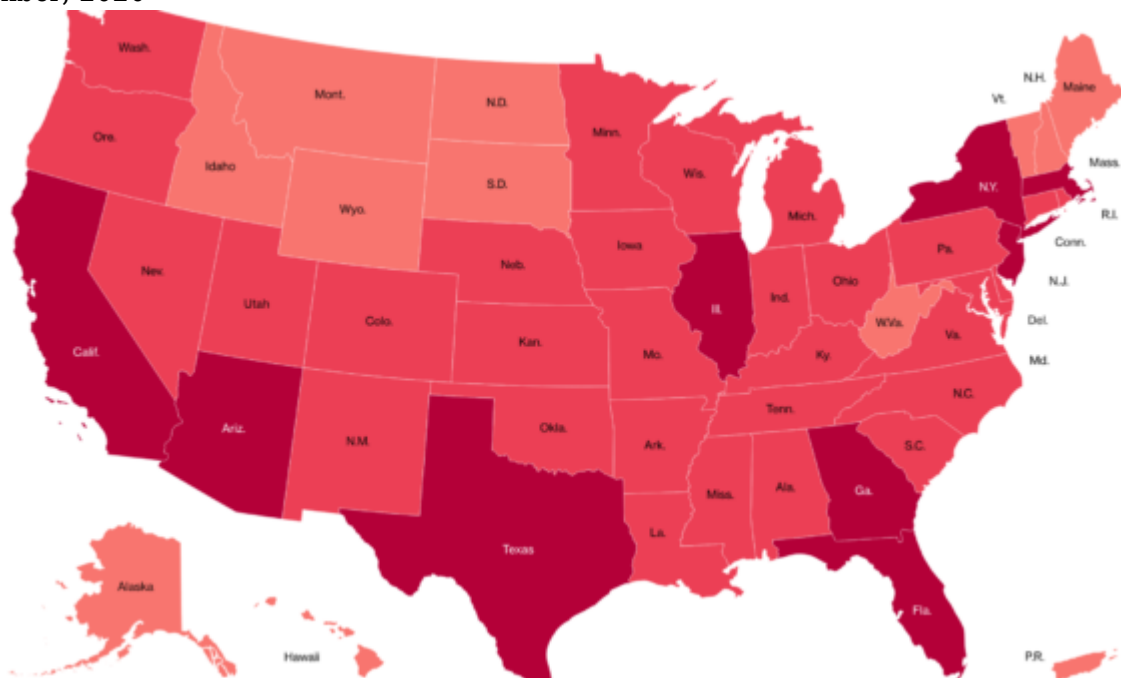 Wash.
Mont.
N.D.
Minn.
N.H.
Maine
Vt.
Ore.
Idaho
S.D.
Wis.
Mich.
N.Y.
Mass.
Wyo.
R.I.
Iowa
Pa.
Conn.
Neb.
Nev.
Utah
Colo.
Ill.
Ind.
Ohio
N.J.
Del.
W.Va.
Va.
Md.
Calif.
Kan.
Mo.
Ky.
N.C.
Tenn.
Ariz.
N.M.
Okla.
Ark.
S.C.
Miss.
Ala.
Ga.
La.
Texas
Alaska
Fla.
Hawaii
P.R.